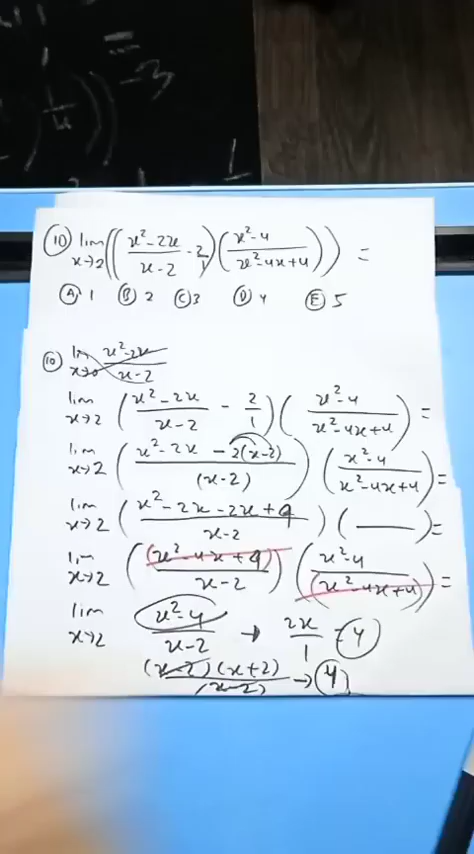 = -3
1
10) lim x→2 ((x²-2x/x-2 - 2/1)(x²-4/x²-4x+4)) =
(A) 1 (B) 2 (C) 3 (D) 4 (E) 5
10) lim x→0 x²-2x/x-2
lim x→2 (x²-2x/x-2 - 2/1)(x²-4/x²-4x+4) =
lim x→2 (x²-2x-2(x-2)/(x-2))(x²-4/x²-4x+4) =
lim x→2 (x²-2x-2x+4/x-2)(——) =
lim x→2 ((x²-4x+4)/x-2)(x²-4/(x²-4x+4)) =
lim x→2 x²-4/x-2 → 2x/1 = 4
(x-2)(x+2)/(x-2) → 4